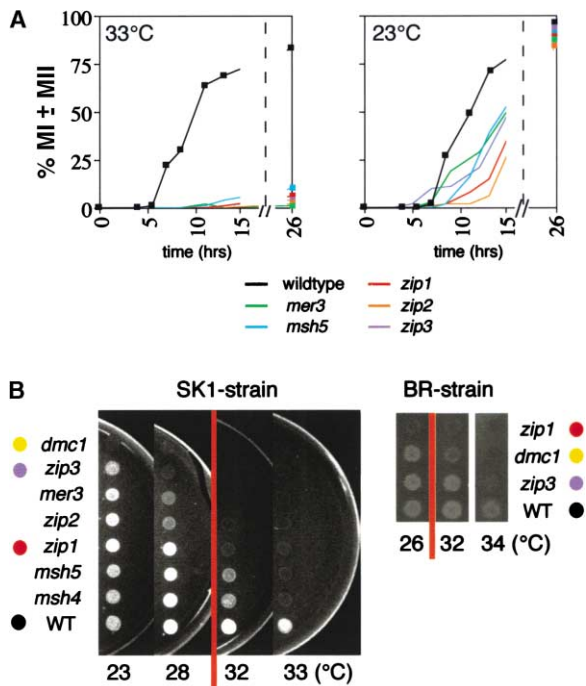 A
33°C
23°C
% MI ± MII
100
75
50
25
0
0 5 10 15 // 26
time (hrs)
0 5 10 15 // 26
time (hrs)
wildtype
mer3
msh5
zip1
zip2
zip3
B
SK1-strain
BR-strain
dmc1
zip3
mer3
zip2
zip1
msh5
msh4
WT
23 28 32 33 (°C)
zip1
dmc1
zip3
WT
26 32 34 (°C)